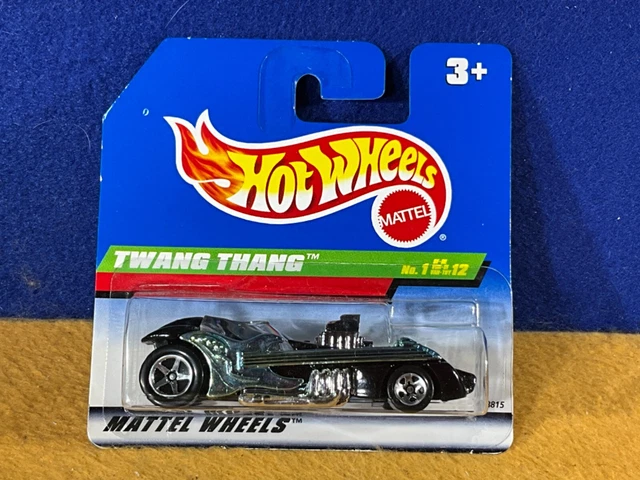 3+
HOT WHEELS
MATTEL
®
TWANG THANG™
No. 1 12
MATTEL WHEELS™